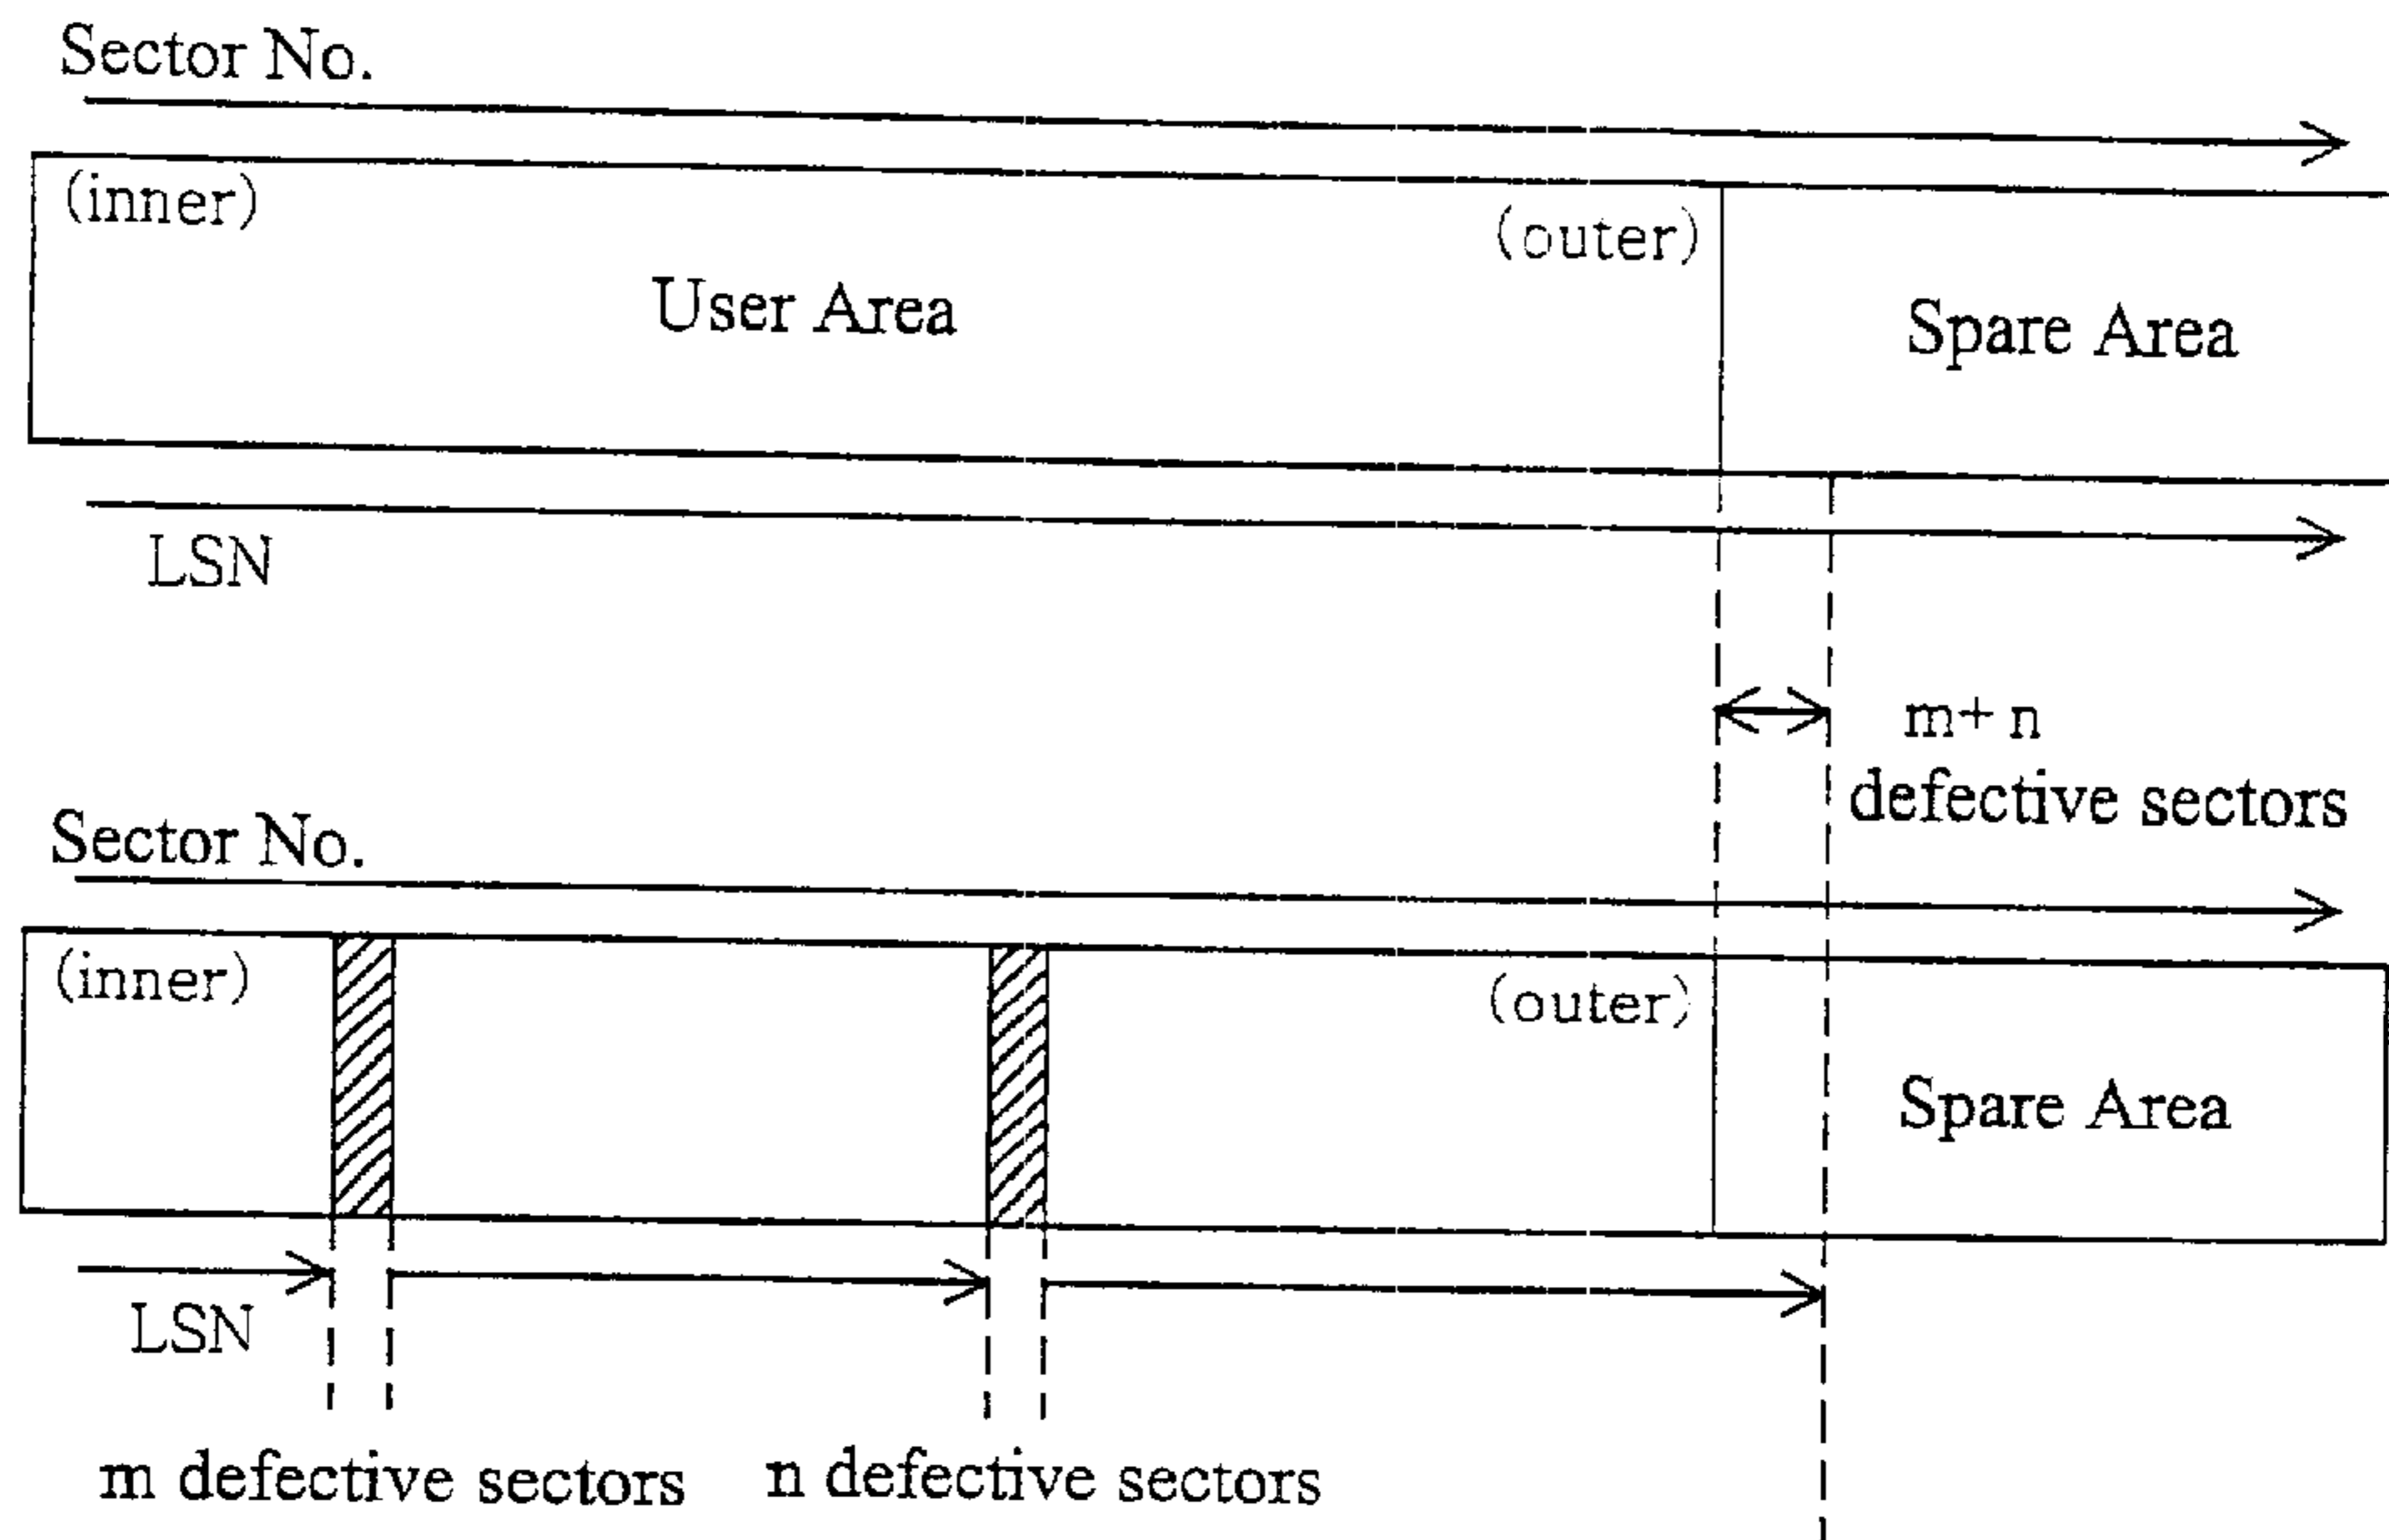 Sector No.
(inner)
(outer)
User Area
Spare Area
LSN
m+n
defective sectors
Sector No.
(inner)
(outer)
Spare Area
LSN
m defective sectors
n defective sectors